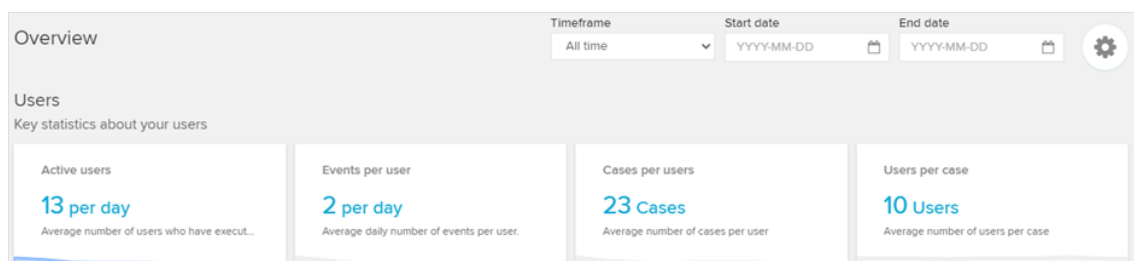 Overview
Timeframe
Start date
End date
All time
YYYY-MM-DD
YYYY-MM-DD
Users
Key statistics about your users
Active users
Events per user
Cases per users
Users per case
13 per day
2 per day
23 Cases
10 Users
Average number of users who have execut...
Average daily number of events per user.
Average number of cases per user
Average number of users per case